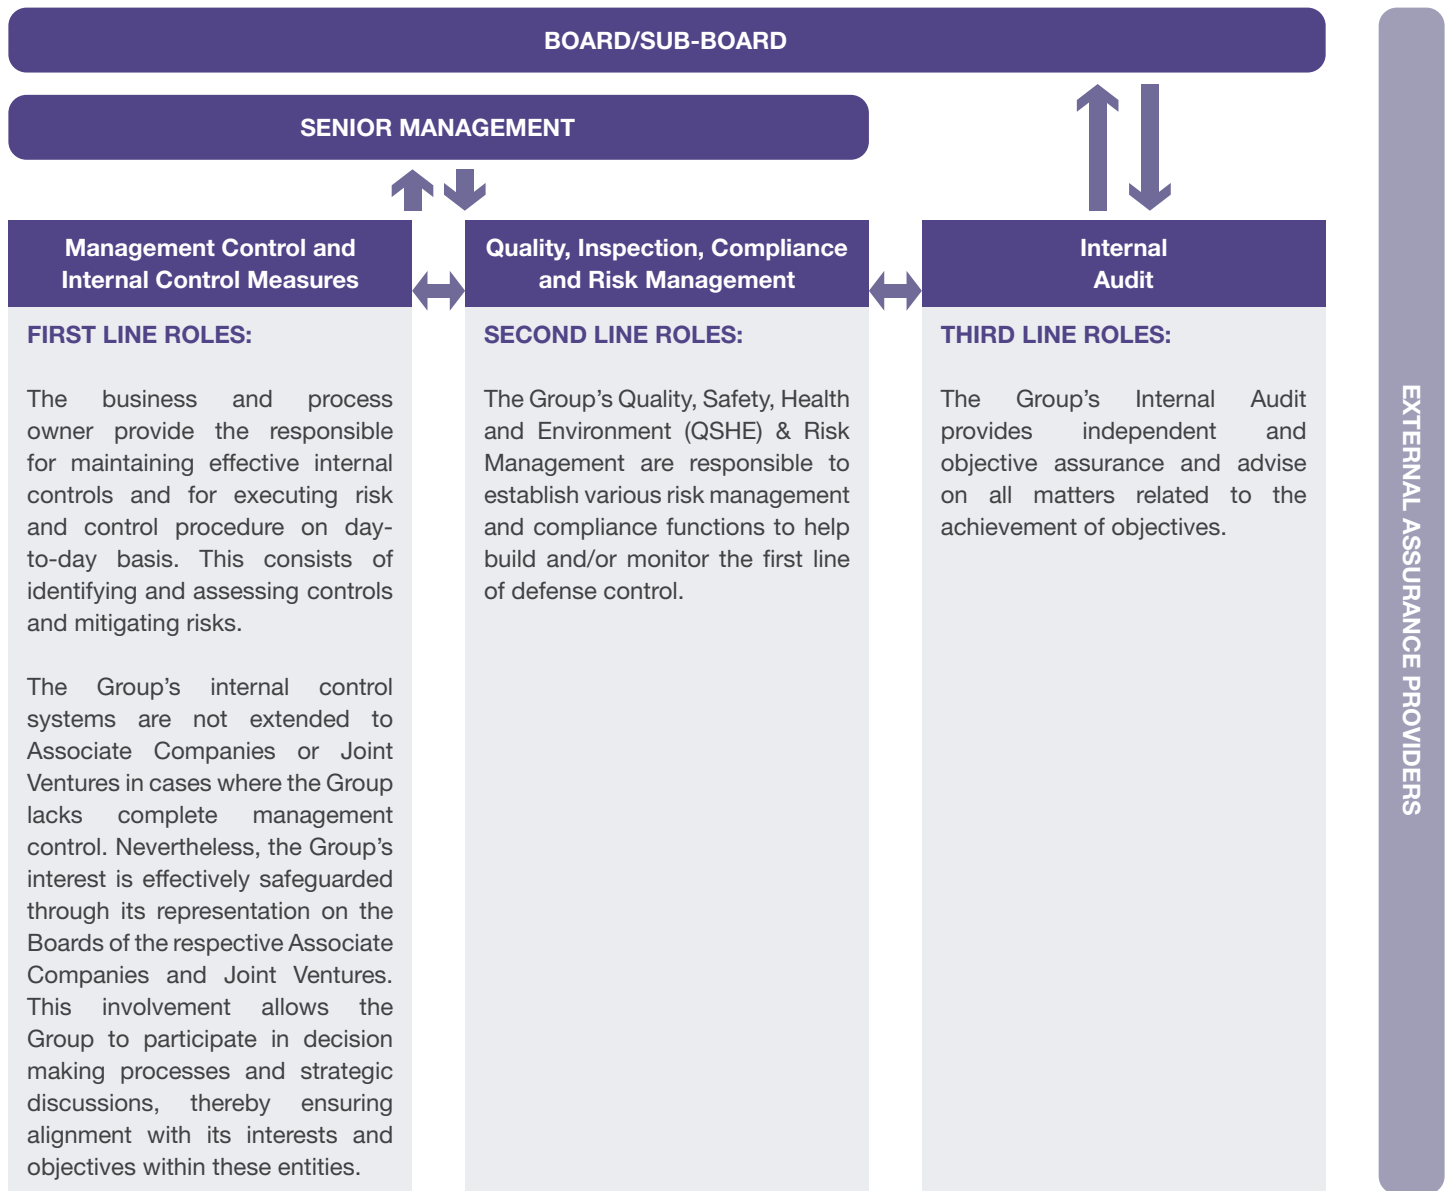 BOARD/SUB-BOARD
SENIOR MANAGEMENT
Management Control and
Internal Control Measures
FIRST LINE ROLES:
The business and process
owner provide the responsible
for maintaining effective internal
controls and for executing risk
and control procedure on day-
to-day basis. This consists of
identifying and assessing controls
and mitigating risks.
The Group's internal control
systems are not extended to
Associate Companies or Joint
Ventures in cases where the Group
lacks complete management
control. Nevertheless, the Group's
interest is effectively safeguarded
through its representation on the
Boards of the respective Associate
Companies and Joint Ventures.
This involvement allows the
Group to participate in decision
making processes and strategic
discussions, thereby ensuring
alignment with its interests and
objectives within these entities.
Quality, Inspection, Compliance
and Risk Management
SECOND LINE ROLES:
The Group's Quality, Safety, Health
and Environment (QSHE) & Risk
Management are responsible to
establish various risk management
and compliance functions to help
build and/or monitor the first line
of defense control.
Internal
Audit
THIRD LINE ROLES:
The Group's Internal Audit
provides independent and
objective assurance and advise
on all matters related to the
achievement of objectives.
EXTERNAL ASSURANCE PROVIDERS